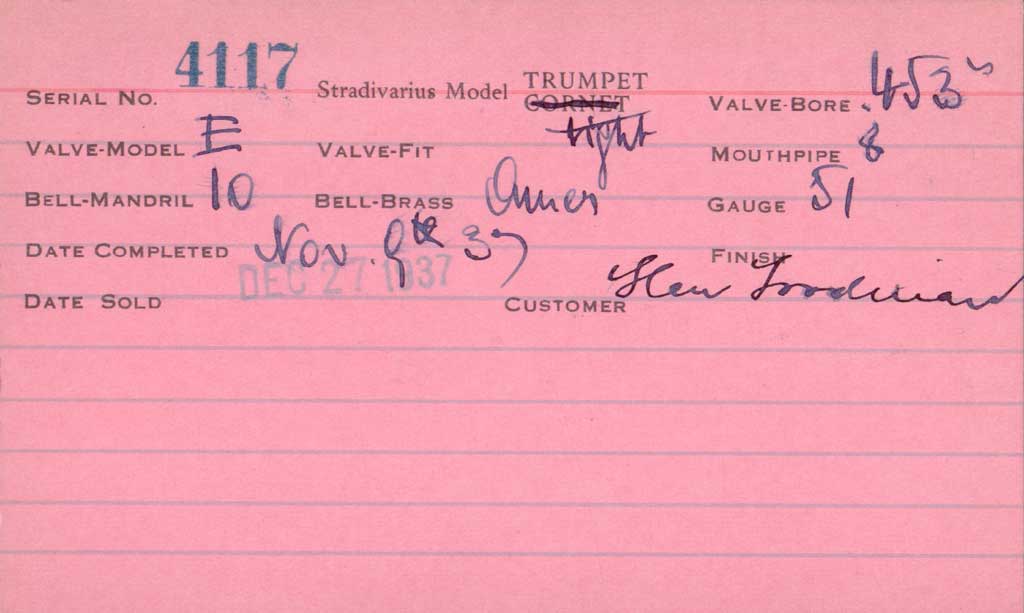 SERIAL No. 4117 Stradivarius Model TRUMPET CORNET VALVE-BORE .453"
VALVE-MODEL E VALVE-FIT tight MOUTHPIPE 8
BELL-MANDRIL 10 BELL-BRASS Amer GAUGE 51
DATE COMPLETED Nov. 9th 37 FINISH
DEC 27 1937
DATE SOLD CUSTOMER